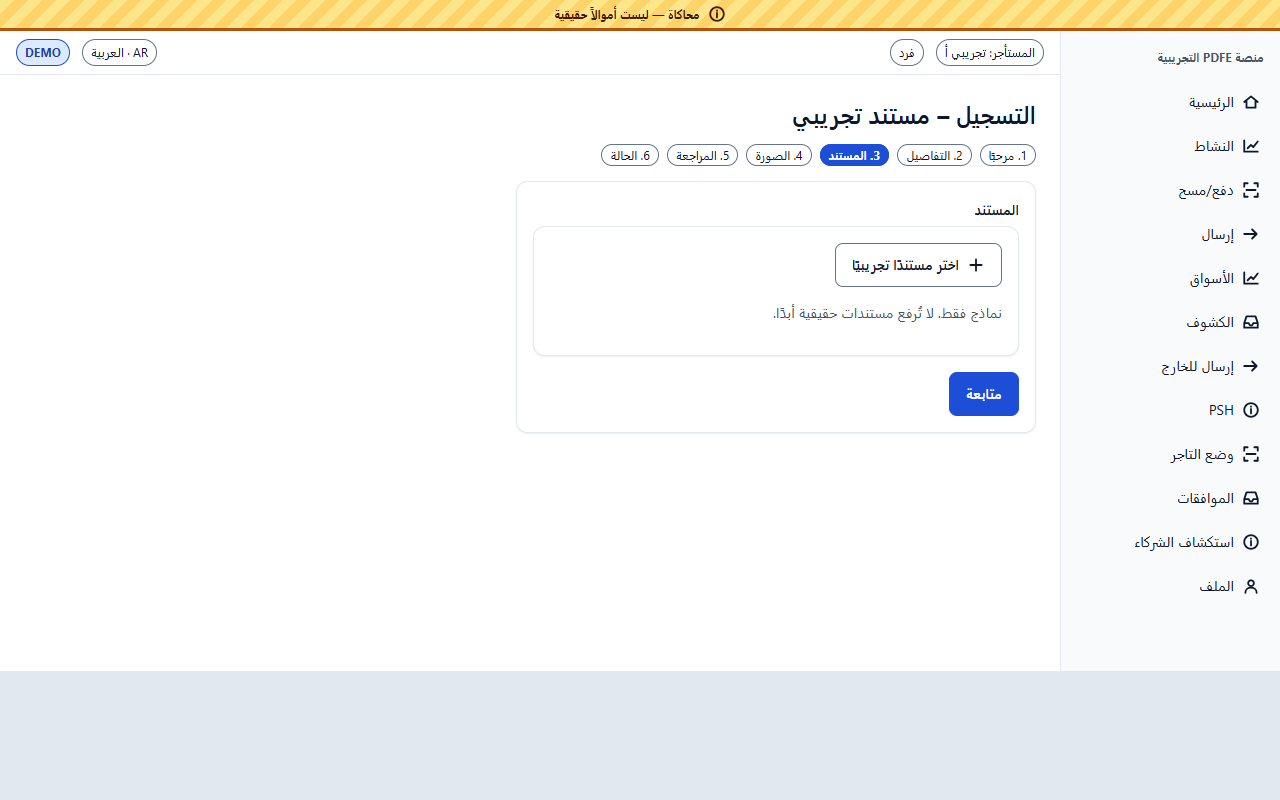 محاكاة — ليست أموالاً حقيقية
منصة PDFE التجريبية
الرئيسية
النشاط
دفع/مسح
إرسال
الأسواق
الكشوف
إرسال للخارج
PSH
وضع التاجر
الموافقات
استكشاف الشركاء
الملف
المستأجر: تجريبي أ
فرد
AR · العربية
DEMO
التسجيل – مستند تجريبي
1. مرحبًا
2. التفاصيل
3. المستند
4. الصورة
5. المراجعة
6. الحالة
المستند
اختر مستندًا تجريبيًا
نماذج فقط. لا تُرفع مستندات حقيقية أبدًا.
متابعة